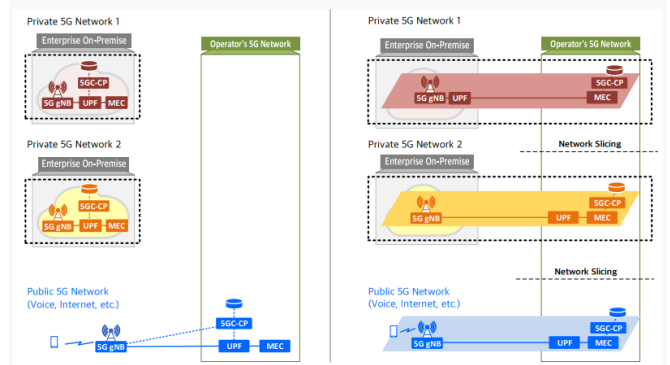 Private 5G Network 1
Enterprise On-Premise
Operator's 5G Network
5GC-CP
5G gNB
UPF
MEC
Private 5G Network 2
Enterprise On-Premise
5GC-CP
5G gNB
UPF
MEC
Public 5G Network
(Voice, Internet, etc.)
5GC-CP
5G gNB
UPF
MEC
Private 5G Network 1
Enterprise On-Premise
Operator's 5G Network
5GC-CP
5G gNB
UPF
MEC
Network Slicing
Private 5G Network 2
Enterprise On-Premise
5GC-CP
5G gNB
UPF
MEC
Network Slicing
Public 5G Network
(Voice, Internet, etc.)
5GC-CP
5G gNB
UPF
MEC